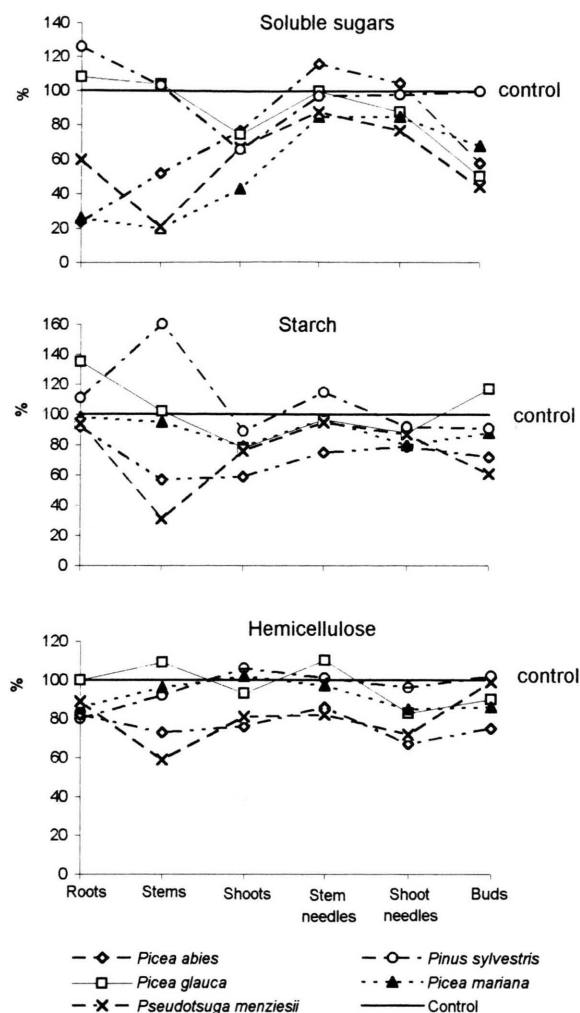 Soluble sugars
140
120
100
80
60
40
20
0
%
control
Starch
160
140
120
100
80
60
40
20
0
%
control
Hemicellulose
120
100
80
60
40
20
0
%
control
Roots Stems Shoots Stem needles Shoot needles Buds
Picea abies Pinus sylvestris
Picea glauca Picea mariana
Pseudotsuga menziesii Control